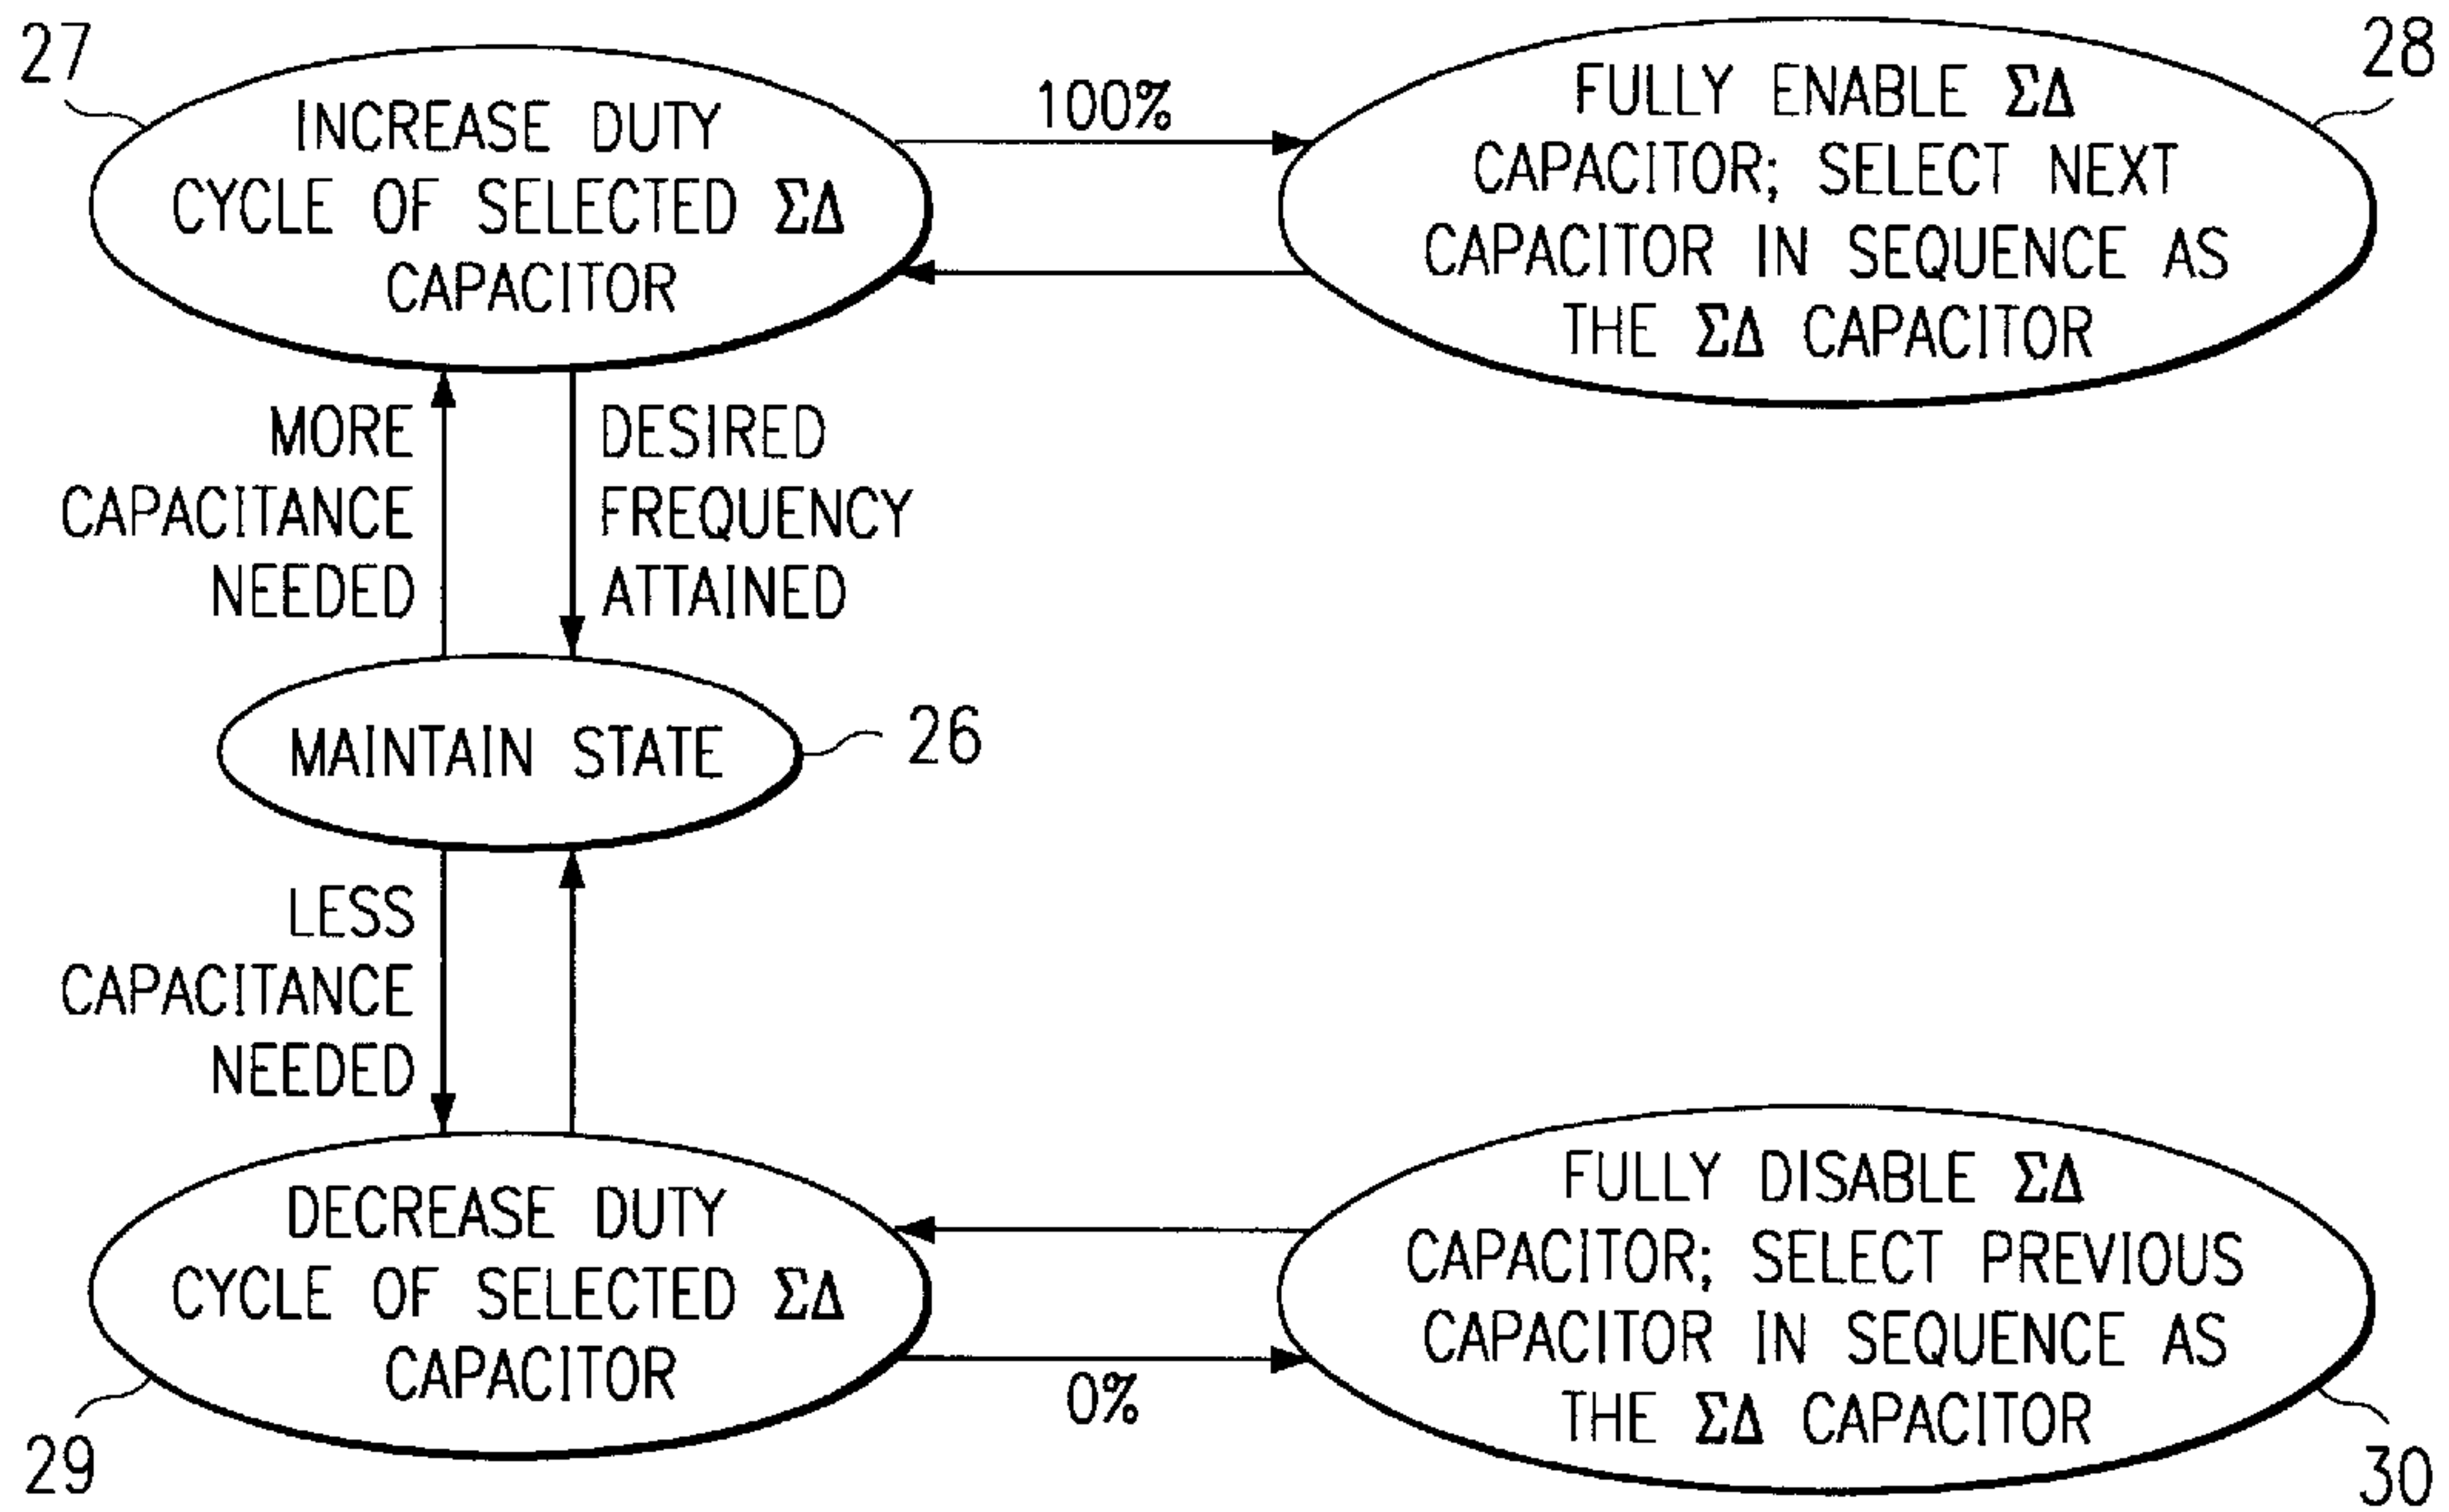 27
INCREASE DUTY
CYCLE OF SELECTED ΣΔ
CAPACITOR
100%
28
FULLY ENABLE ΣΔ
CAPACITOR; SELECT NEXT
CAPACITOR IN SEQUENCE AS
THE ΣΔ CAPACITOR
MORE
CAPACITANCE
NEEDED
DESIRED
FREQUENCY
ATTAINED
MAINTAIN STATE
26
LESS
CAPACITANCE
NEEDED
DECREASE DUTY
CYCLE OF SELECTED ΣΔ
CAPACITOR
29
0%
FULLY DISABLE ΣΔ
CAPACITOR; SELECT PREVIOUS
CAPACITOR IN SEQUENCE AS
THE ΣΔ CAPACITOR
30